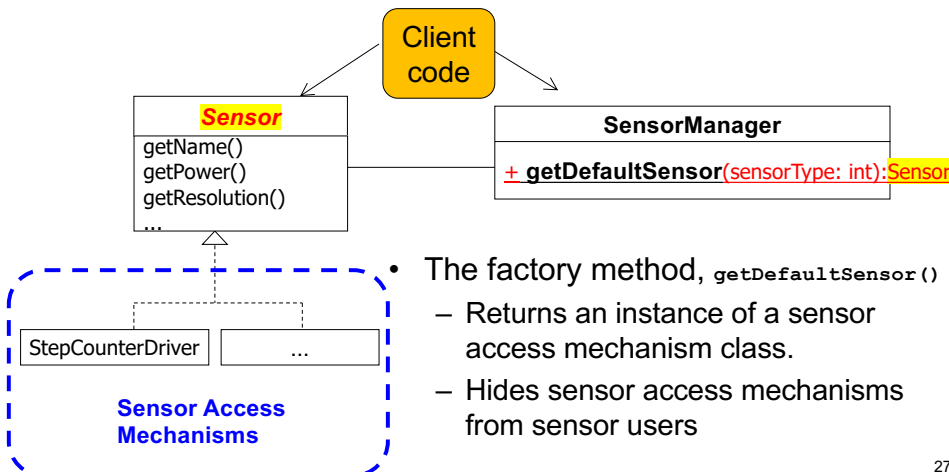 Client
code
Sensor
getName()
getPower()
getResolution()
...
SensorManager
+ getDefaultSensor(sensorType: int):Sensor
StepCounterDriver
...
Sensor Access
Mechanisms
• The factory method, getDefaultSensor()
– Returns an instance of a sensor
access mechanism class.
– Hides sensor access mechanisms
from sensor users
27